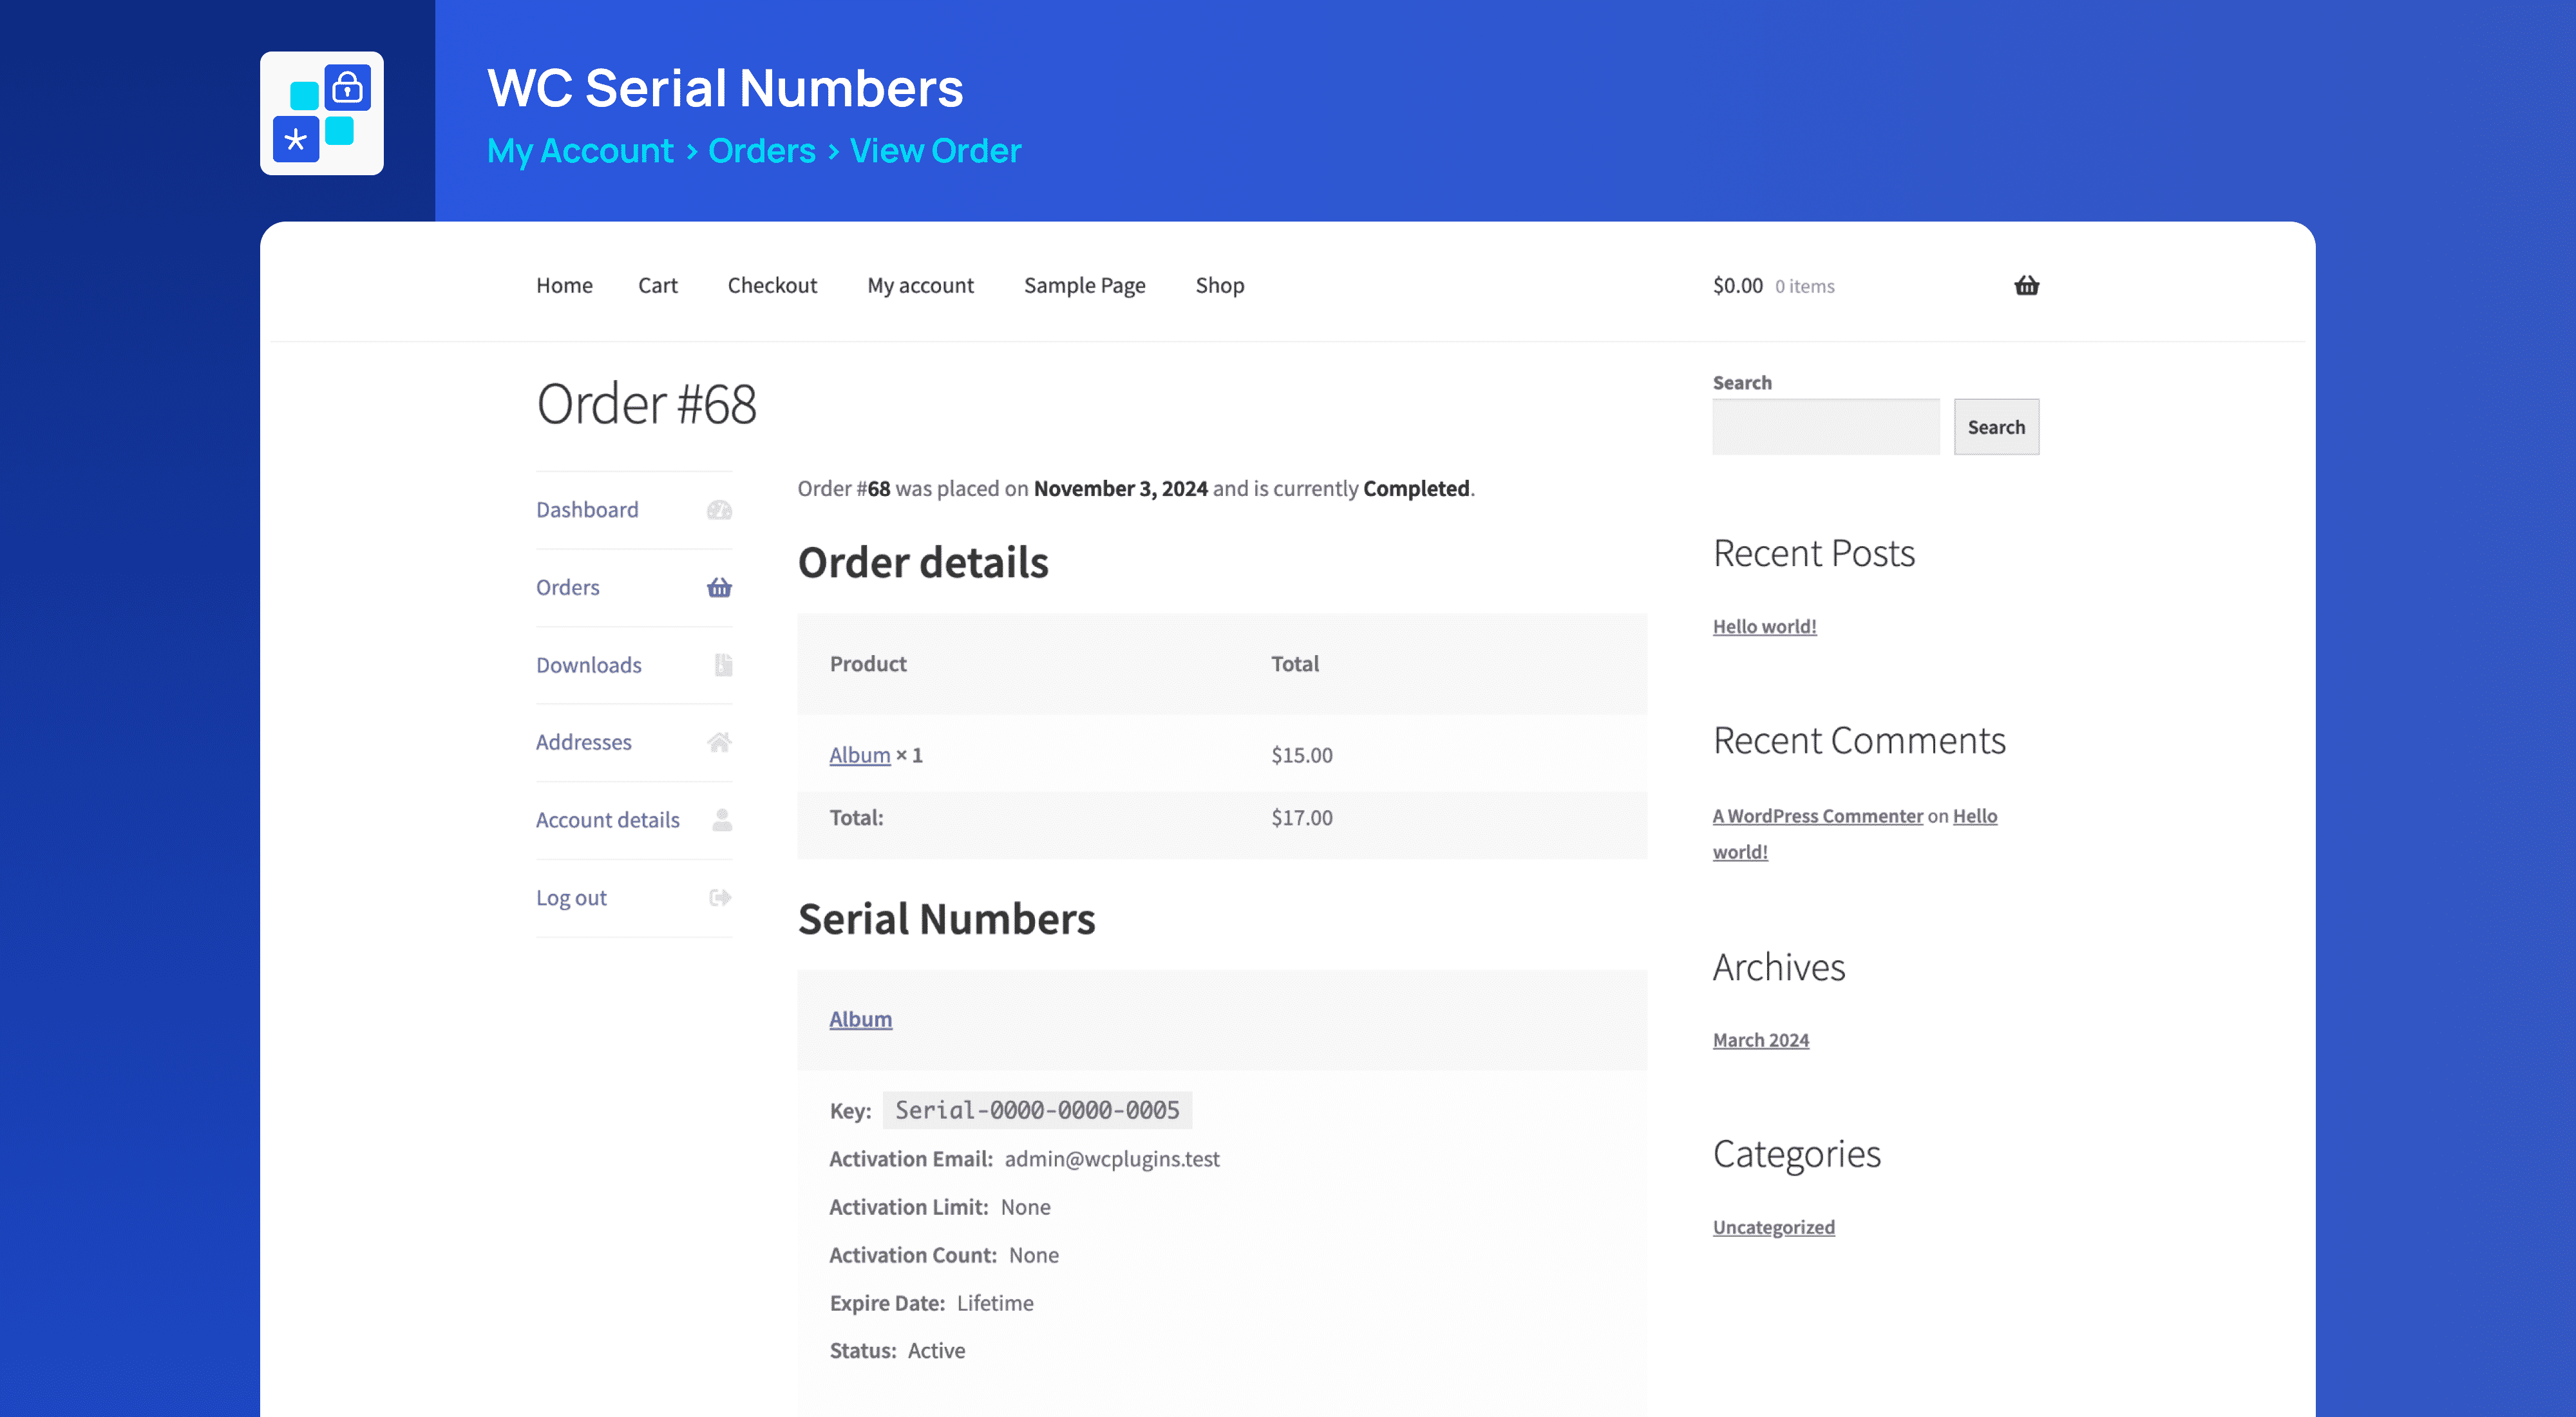 WC Serial Numbers
My Account > Orders > View Order
Home Cart Checkout My account Sample Page Shop $0.00 0 items
Order #68
Dashboard
Orders
Downloads
Addresses
Account details
Log out
Order #68 was placed on November 3, 2024 and is currently Completed.
Order details
Product Total
Album × 1 $15.00
Total: $17.00
Serial Numbers
Album
Key: Serial-0000-0000-0005
Activation Email: admin@wcplugins.test
Activation Limit: None
Activation Count: None
Expire Date: Lifetime
Status: Active
Search
Search
Recent Posts
Hello world!
Recent Comments
A WordPress Commenter on Hello
world!
Archives
March 2024
Categories
Uncategorized